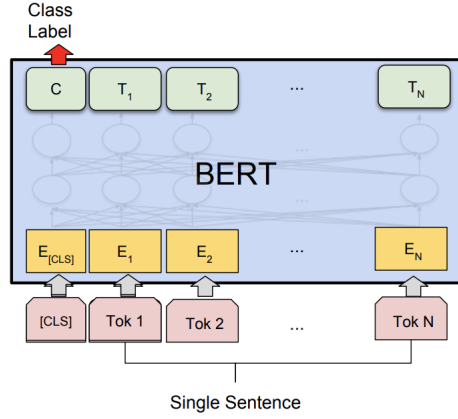 Class
Label
C T1 T2 ... TN
...
BERT
...
E[CLS] E1 E2 ... EN
[CLS] Tok 1 Tok 2 ... Tok N
Single Sentence